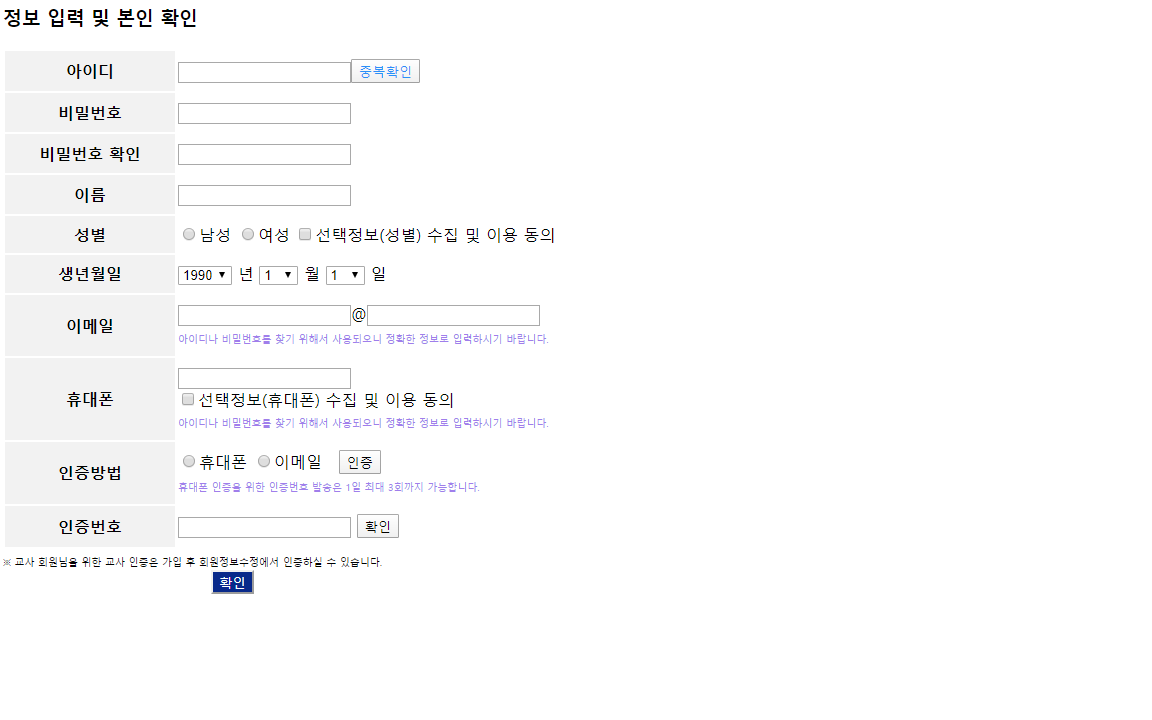 정보 입력 및 본인 확인
아이디 중복확인
비밀번호
비밀번호 확인
이름
성별 남성 여성 선택정보(성별) 수집 및 이용 동의
생년월일 1990 년 1 월 1 일
이메일 @
아이디나 비밀번호를 찾기 위해서 사용되오니 정확한 정보로 입력하시기 바랍니다.
휴대폰
선택정보(휴대폰) 수집 및 이용 동의
아이디나 비밀번호를 찾기 위해서 사용되오니 정확한 정보로 입력하시기 바랍니다.
인증방법 휴대폰 이메일 인증
휴대폰 인증을 위한 인증번호 발송은 1일 최대 3회까지 가능합니다.
인증번호 확인
※ 교사 회원님을 위한 교사 인증은 가입 후 회원정보수정에서 인증하실 수 있습니다.
확인